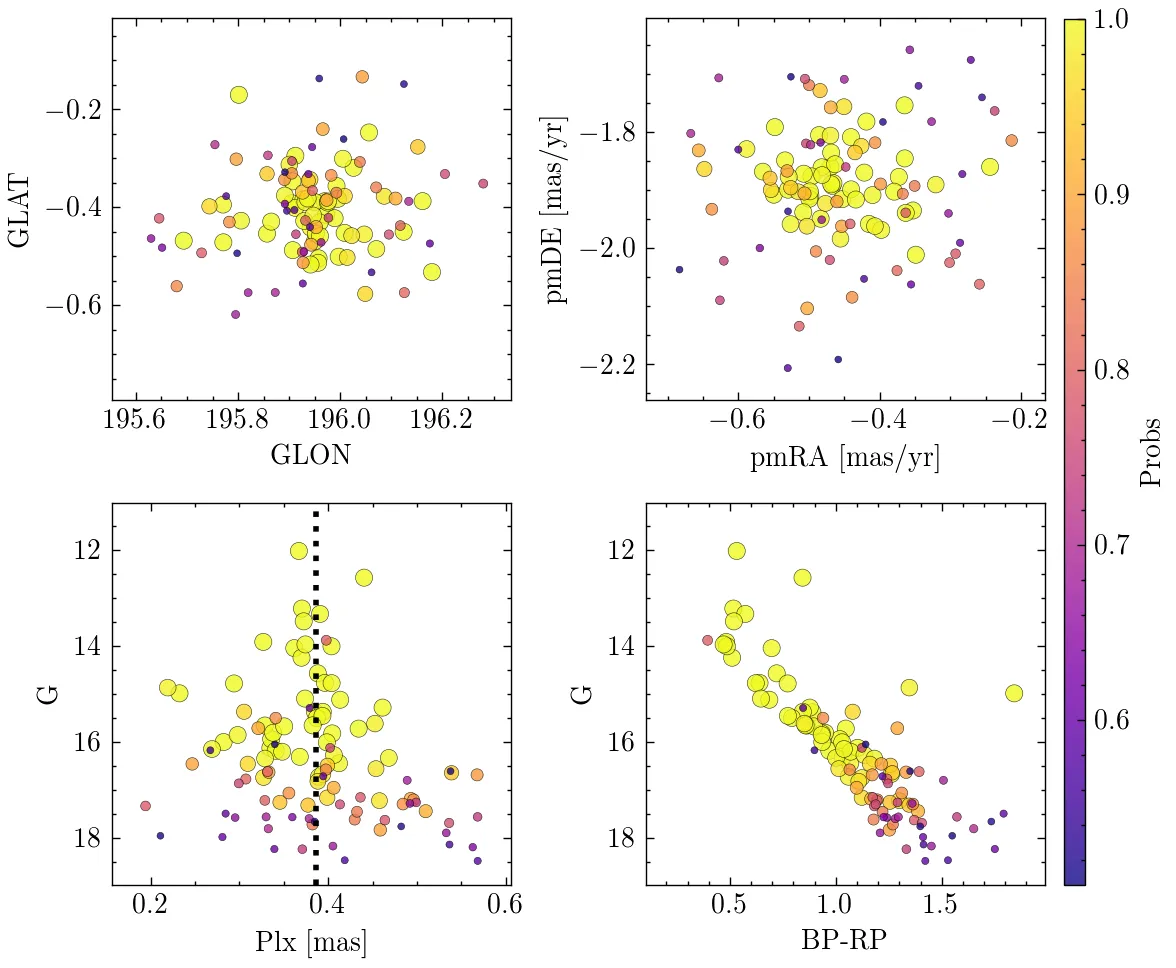 −0.2
−0.4
−0.6
GLAT
195.6 195.8 196.0 196.2
GLON
−1.8
−2.0
−2.2
pmDE [mas/yr]
−0.6 −0.4 −0.2
pmRA [mas/yr]
12
14
16
18
G
0.2 0.4 0.6
Plx [mas]
12
14
16
18
G
0.5 1.0 1.5
BP-RP
1.0
0.9
0.8
0.7
0.6
Probs